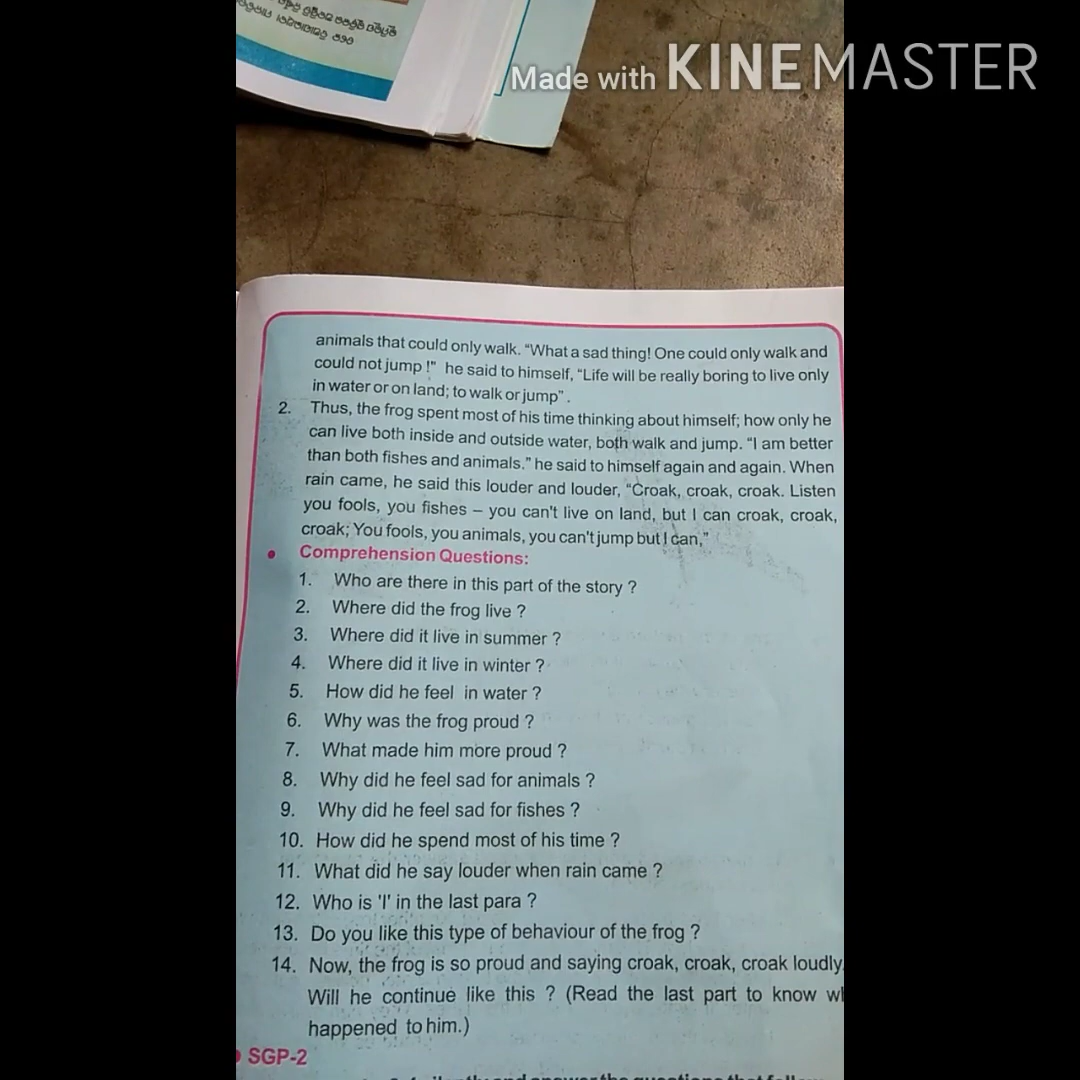 Made with KINEMASTER
animals that could only walk. “What a sad thing! One could only walk and
could not jump !" he said to himself, “Life will be really boring to live only
in water or on land; to walk or jump” .
2. Thus, the frog spent most of his time thinking about himself; how only he
can live both inside and outside water, both walk and jump. “I am better
than both fishes and animals.” he said to himself again and again. When
rain came, he said this louder and louder, “Croak, croak, croak. Listen
you fools, you fishes – you can't live on land, but I can croak, croak,
croak; You fools, you animals, you can't jump but I can,”
• Comprehension Questions:
1. Who are there in this part of the story ?
2. Where did the frog live ?
3. Where did it live in summer ?
4. Where did it live in winter ?
5. How did he feel in water ?
6. Why was the frog proud ?
7. What made him more proud ?
8. Why did he feel sad for animals ?
9. Why did he feel sad for fishes ?
10. How did he spend most of his time ?
11. What did he say louder when rain came ?
12. Who is 'I' in the last para ?
13. Do you like this type of behaviour of the frog ?
14. Now, the frog is so proud and saying croak, croak, croak loudly.
Will he continue like this ? (Read the last part to know
happened to him.)
SGP-2
and answer the questions that